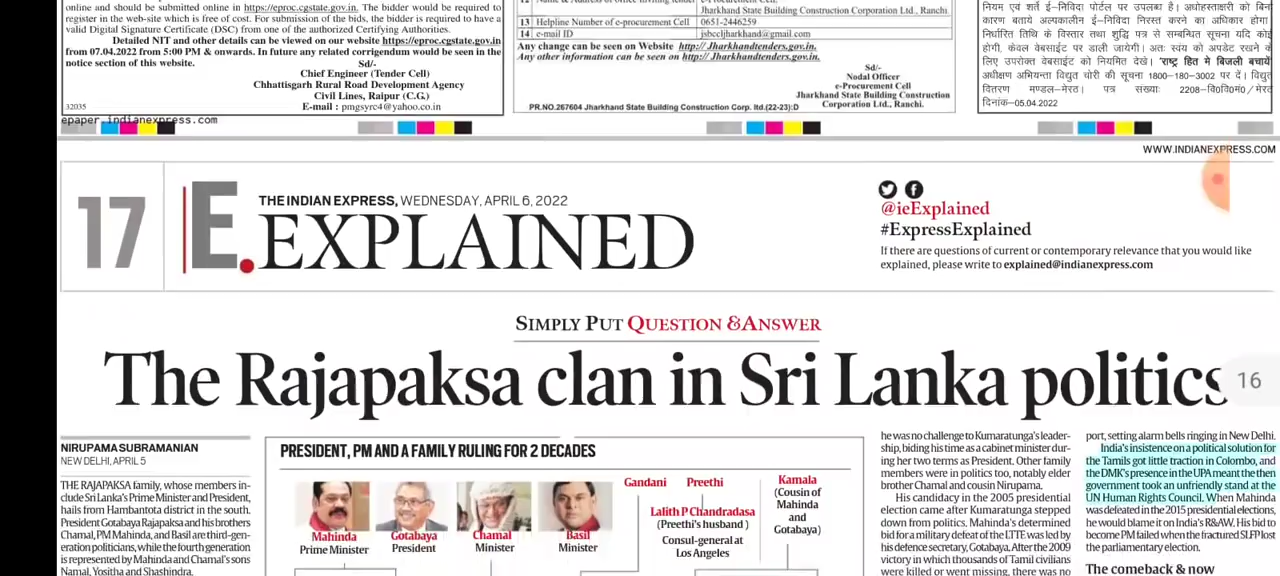 online and should be submitted online in https://eproc.cgstate.gov.in. The bidder would be required to
register in the web-site which is free of cost. For submission of the bids, the bidder is required to have a
valid Digital Signature Certificate (DSC) from one of the authorized Certifying Authorities.
Detailed NIT and other details can be viewed on our website https://eproc.cgstate.gov.in
from 07.04.2022 from 5:00 PM & onwards. In future any related corrigendum would be seen in the
notice section of this website.
Sd/-
Chief Engineer (Tender Cell)
Chhattisgarh Rural Road Development Agency
Civil Lines, Raipur (C.G.)
E-mail : pmgsyrc4@yahoo.co.in
32035
epaper.indianexpress.com
Jharkhand State Building Construction Corp. Ltd., Ranchi.
13 Helpline Number of e-procurement Cell 0651-2446259
14 e-mail ID jsbccljharkhand@gmail.com
Any change can be seen on Website http:// Jharkhandtenders.gov.in.
Any other information can be seen on http:// Jharkhandtenders.gov.in.
Sd/-
Nodal Officer
e-Procurement Cell
Jharkhand State Building Construction
Corporation Ltd., Ranchi.
PR.NO.267604 Jharkhand State Building Construction Corp. ltd.(22-23):D
नियम एवं शर्तें ई-निविदा पोर्टल पर उपलब्ध है। अधोहस्ताक्षरी को बिना
कारण बताये अल्पकालीन ई-निविदा निरस्त करने का अधिकार होगा।
निर्धारित तिथि के विस्तार तथा शुद्धि पत्र से सम्बन्धित सूचना यदि कोई
होगी, केवल वेबसाईट पर डाली जायेगी। अतः स्वयं को अपडेट रखने के
लिए उपरोक्त वेबसाईट को नियमित देखें। 'राष्ट्र हित मे बिजली बचायें'
अधीक्षण अभियन्ता विद्युत चोरी की सूचना 1800-180-3002 पर दें। विद्युत
वितरण मण्डल-मेरठ। पत्र संख्याः 2208-वि०वि०मं०/मेरठ
दिनांक-05.04.2022
WWW.INDIANEXPRESS.COM
17
E.
THE INDIAN EXPRESS, WEDNESDAY, APRIL 6, 2022
EXPLAINED
@ieExplained
#ExpressExplained
If there are questions of current or contemporary relevance that you would like
explained, please write to explained@indianexpress.com
SIMPLY PUT QUESTION & ANSWER
The Rajapaksa clan in Sri Lanka politics
16
NIRUPAMA SUBRAMANIAN
NEW DELHI, APRIL 5
THE RAJAPAKSA family, whose members in-
clude Sri Lanka's Prime Minister and President,
hails from Hambantota district in the south.
President Gotabaya Rajapaksa and his brothers
Chamal, PM Mahinda, and Basil are third-gen-
eration politicians, while the fourth generation
is represented by Mahinda and Chamal's sons
Namal, Yositha and Shashindra.
PRESIDENT, PM AND A FAMILY RULING FOR 2 DECADES
Mahinda
Prime Minister
Gotabaya
President
Chamal
Minister
Basil
Minister
Gandani
Preethi
Lalith P Chandradasa
(Preethi's husband )
Consul-general at
Los Angeles
Kamala
(Cousin of
Mahinda
and
Gotabaya)
he was no challenge to Kumaratunga's leader-
ship, biding his time as a cabinet minister dur-
ing her two terms as President. Other family
members were in politics too, notably elder
brother Chamal and cousin Nirupama.
His candidacy in the 2005 presidential
election came after Kumaratunga stepped
down from politics. Mahinda's determined
bid for a military defeat of the LTTE was led by
his defence secretary, Gotabaya. After the 2009
victory in which thousands of Tamil civilians
were killed or went missing, there was no
port, setting alarm bells ringing in New Delhi.
India's insistence on a political solution for
the Tamils got little traction in Colombo, and
the DMK's presence in the UPA meant the then
government took an unfriendly stand at the
UN Human Rights Council. When Mahinda
was defeated in the 2015 presidential elections,
he would blame it on India's R&AW. His bid to
become PM failed when the fractured SLFP lost
the parliamentary election.
The comeback & now